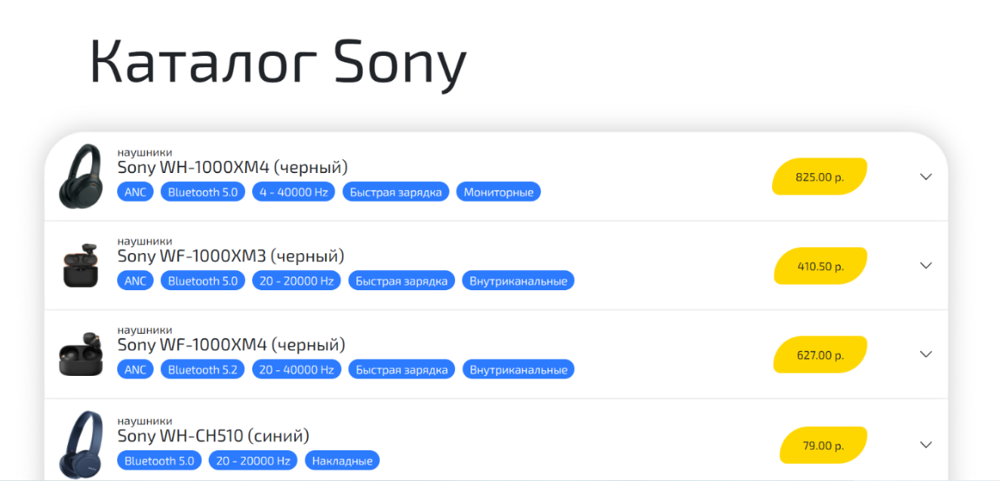 Каталог Sony
наушники
Sony WH-1000XM4 (черный)
ANC Bluetooth 5.0 4 - 40000 Hz Быстрая зарядка Мониторные
825.00 р.
наушники
Sony WF-1000XM3 (черный)
ANC Bluetooth 5.0 20 - 20000 Hz Быстрая зарядка Внутриканальные
410.50 р.
наушники
Sony WF-1000XM4 (черный)
ANC Bluetooth 5.2 20 - 40000 Hz Быстрая зарядка Внутриканальные
627.00 р.
наушники
Sony WH-CH510 (синий)
Bluetooth 5.0 20 - 20000 Hz Накладные
79.00 р.